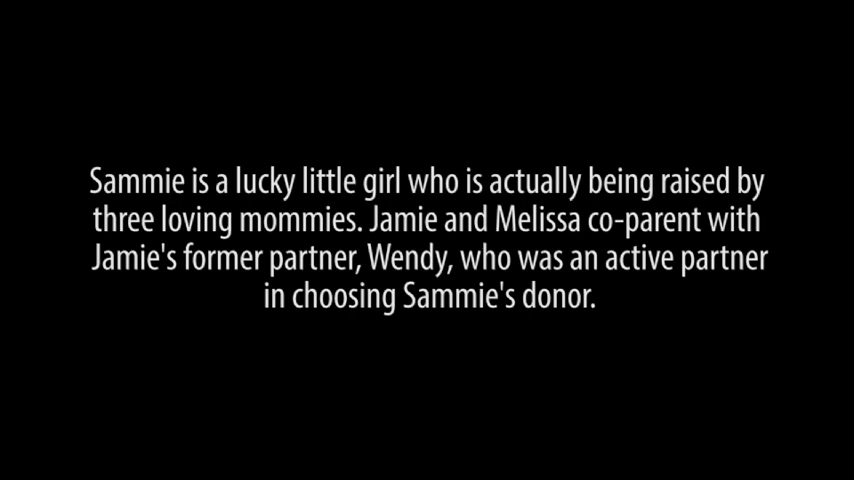 Sammie is a lucky little girl who is actually being raised by
three loving mommies. Jamie and Melissa co-parent with
Jamie's former partner, Wendy, who was an active partner
in choosing Sammie's donor.